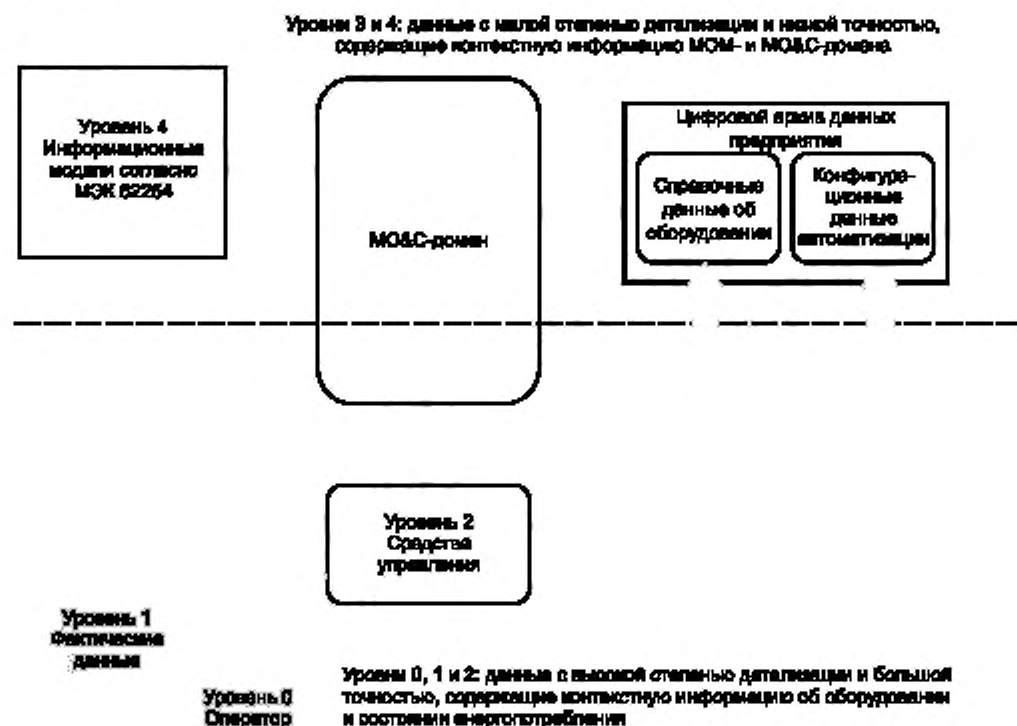 Уровни 3 и 4: данные с малой степенью детализации и низкой точностью,
содержащие контекстную информацию МОМ- и МО&С-домена
Уровень 4
Информационные
модели согласно
МЭК 62264
МО&С-домен
Цифровой архив данных
предприятия
Справочные
данные об
оборудовании
Конфигура-
ционные
данные
автоматизации
Уровень 2
Средства
управления
Уровень 1
Фактические
данные
Уровень 0
Оператор
Уровни 0, 1 и 2: данные с высокой степенью детализации и большой
точностью, содержащие контекстную информацию об оборудовании
и состоянии энергопотребления